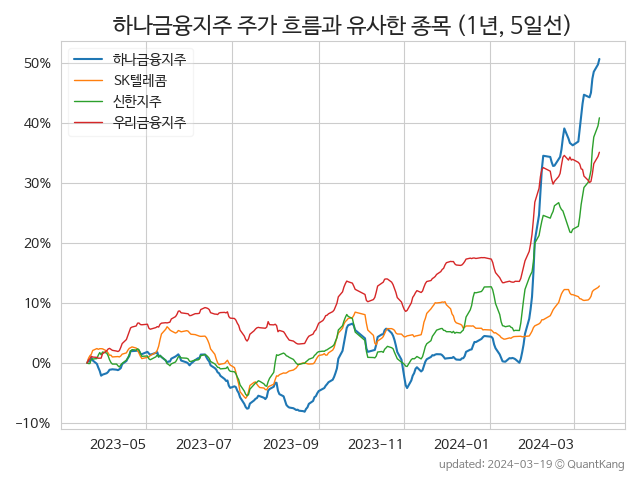 하나금융지주 주가 흐름과 유사한 종목 (1년, 5일선)
하나금융지주
SK텔레콤
신한지주
우리금융지주
50%
40%
30%
20%
10%
0%
−10%
2023-05 2023-07 2023-09 2023-11 2024-01 2024-03
updated: 2024-03-19 © QuantKang